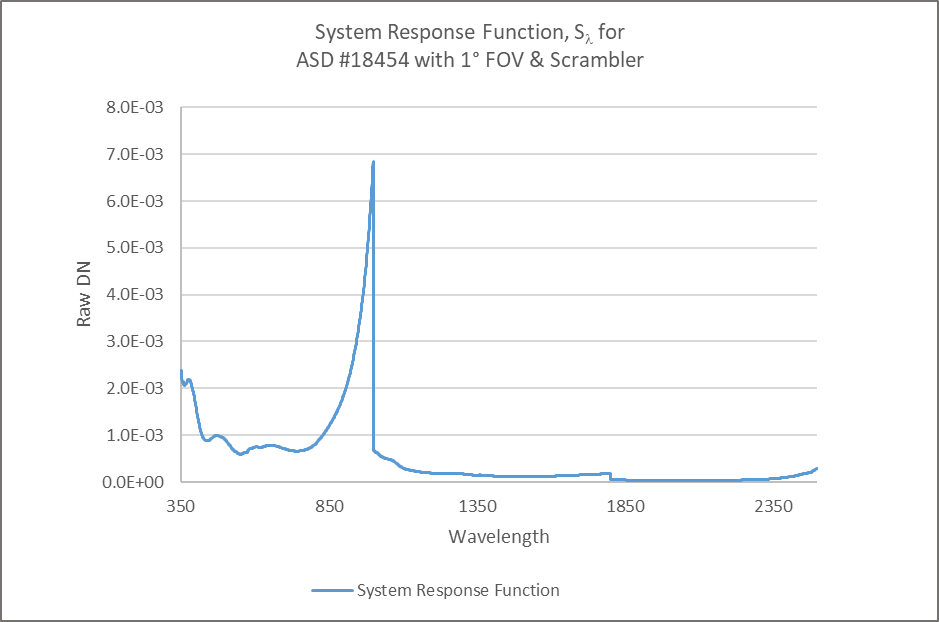 System Response Function, Sλ for
ASD #18454 with 1° FOV & Scrambler
8.0E-03
7.0E-03
6.0E-03
5.0E-03
4.0E-03
3.0E-03
2.0E-03
1.0E-03
0.0E+00
Raw DN
350 850 1350 1850 2350
Wavelength
System Response Function